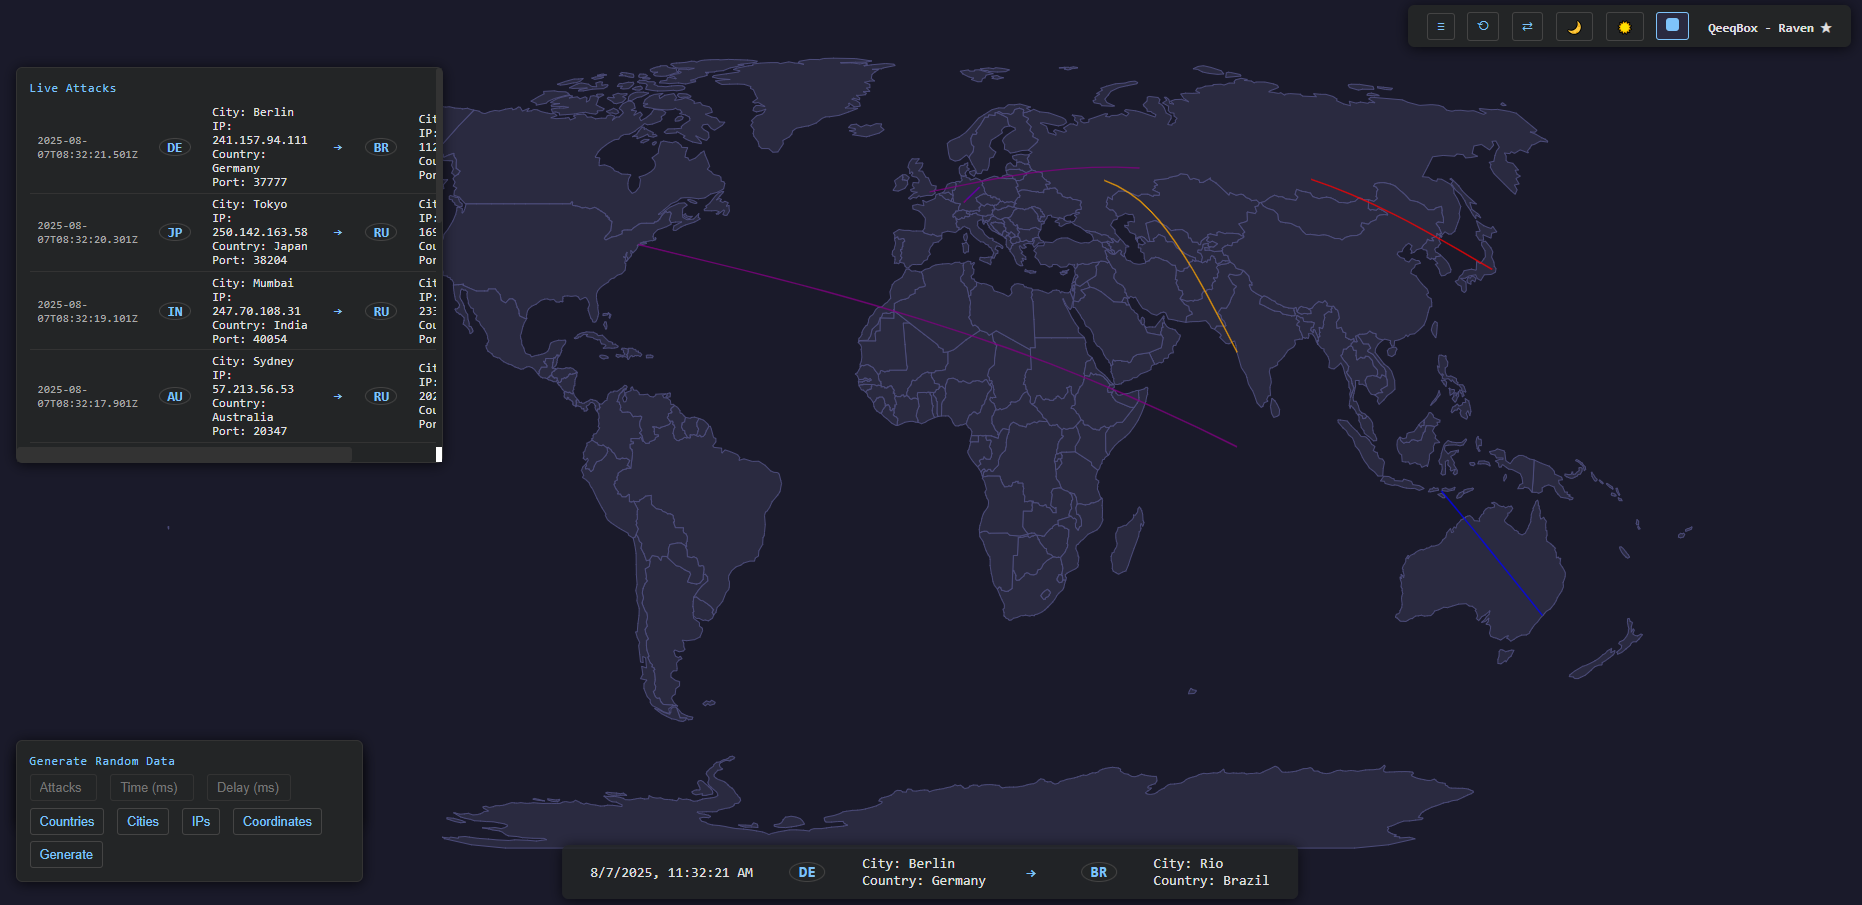 QeeqBox - Raven ★
Live Attacks
2025-08-
07T08:32:21.501Z
DE
City: Berlin
IP:
241.157.94.111
Country:
Germany
Port: 37777
→
BR
Cit
IP:
112
Cou
Por
2025-08-
07T08:32:20.301Z
JP
City: Tokyo
IP:
250.142.163.58
Country: Japan
Port: 38204
→
RU
Cit
IP:
169
Cou
Por
2025-08-
07T08:32:19.101Z
IN
City: Mumbai
IP:
247.70.108.31
Country: India
Port: 40054
→
RU
Cit
IP:
233
Cou
Por
2025-08-
07T08:32:17.901Z
AU
City: Sydney
IP:
57.213.56.53
Country:
Australia
Port: 20347
→
RU
Cit
IP:
202
Cou
Por
Generate Random Data
Attacks
Time (ms)
Delay (ms)
Countries
Cities
IPs
Coordinates
Generate
8/7/2025, 11:32:21 AM
DE
City: Berlin
Country: Germany
→
BR
City: Rio
Country: Brazil